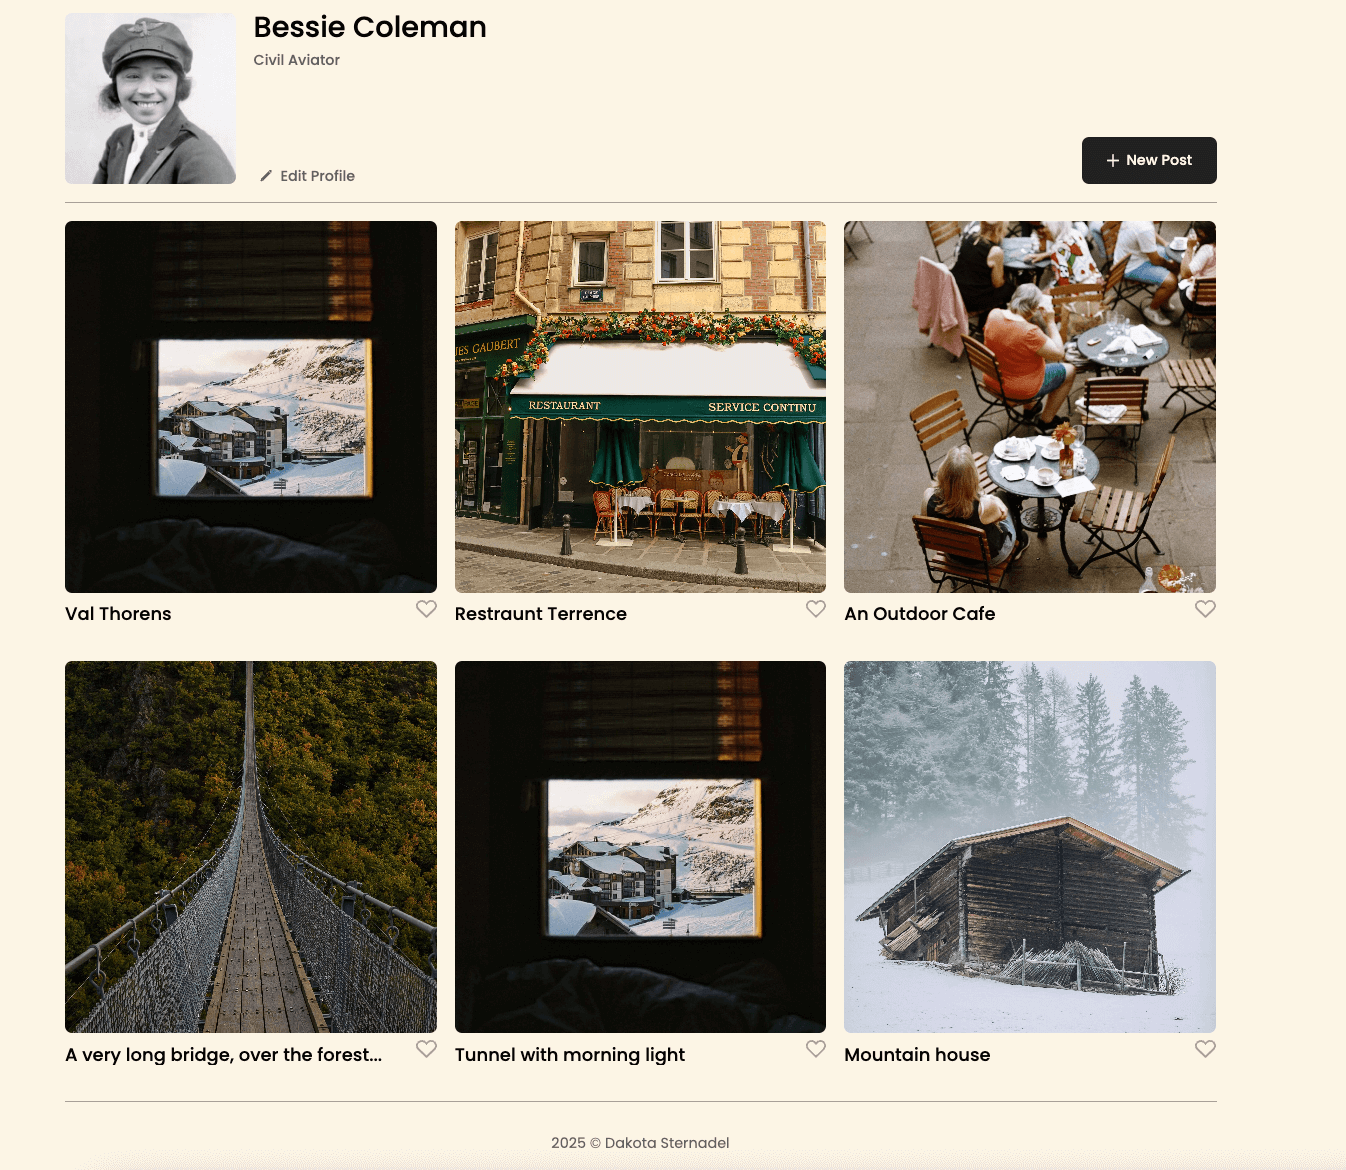 Bessie Coleman
Civil Aviator
Edit Profile
New Post
IES GAUBERT
RESTAURANT
SERVICE CONTINU
Val Thorens
Restraunt Terrence
An Outdoor Cafe
A very long bridge, over the forest...
Tunnel with morning light
Mountain house
2025 © Dakota Sternadel